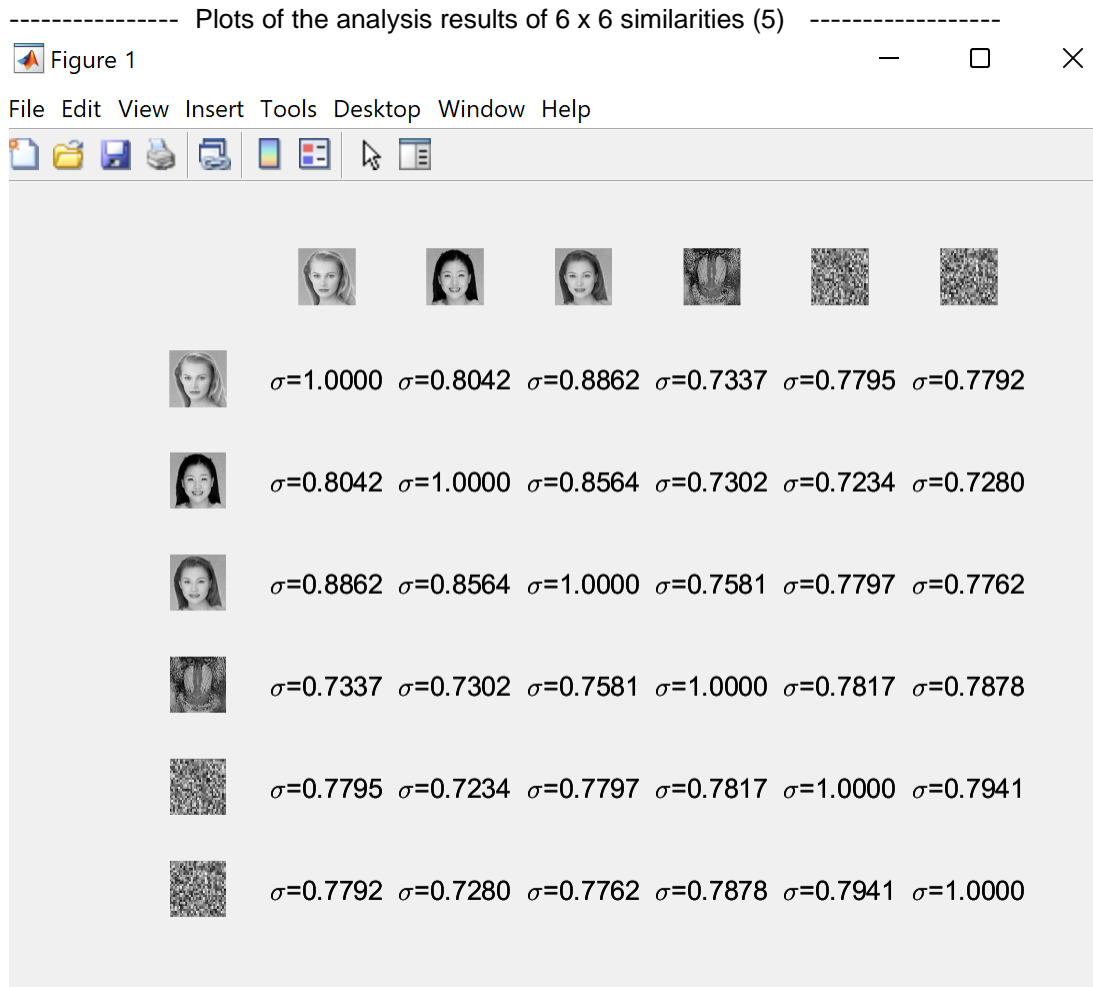 ---------------- Plots of the analysis results of 6 x 6 similarities (5) ------------------
Figure 1
File Edit View Insert Tools Desktop Window Help
σ=1.0000 σ=0.8042 σ=0.8862 σ=0.7337 σ=0.7795 σ=0.7792
σ=0.8042 σ=1.0000 σ=0.8564 σ=0.7302 σ=0.7234 σ=0.7280
σ=0.8862 σ=0.8564 σ=1.0000 σ=0.7581 σ=0.7797 σ=0.7762
σ=0.7337 σ=0.7302 σ=0.7581 σ=1.0000 σ=0.7817 σ=0.7878
σ=0.7795 σ=0.7234 σ=0.7797 σ=0.7817 σ=1.0000 σ=0.7941
σ=0.7792 σ=0.7280 σ=0.7762 σ=0.7878 σ=0.7941 σ=1.0000